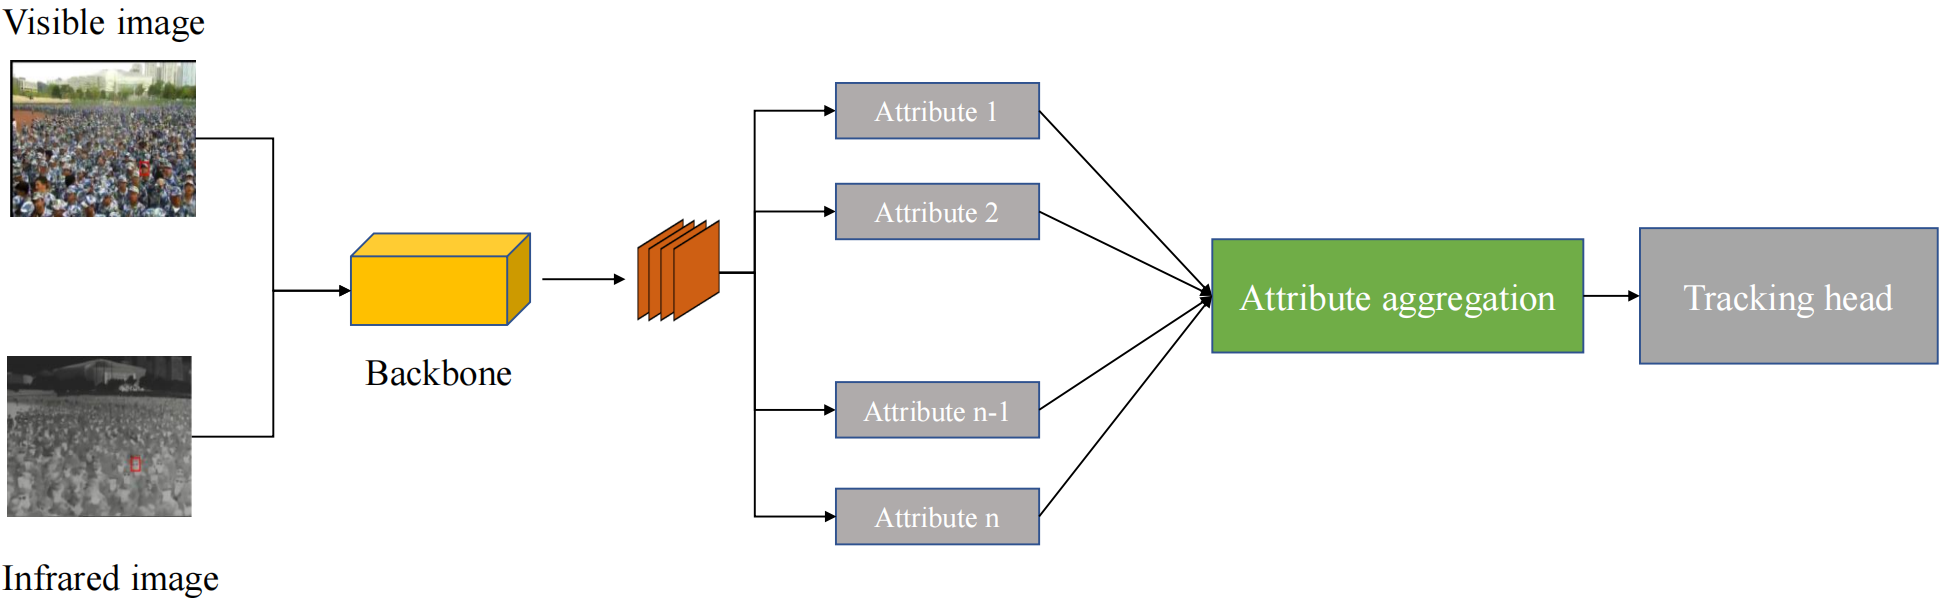 Visible image
Infrared image
Backbone
Attribute 1
Attribute 2
Attribute n-1
Attribute n
Attribute aggregation
Tracking head